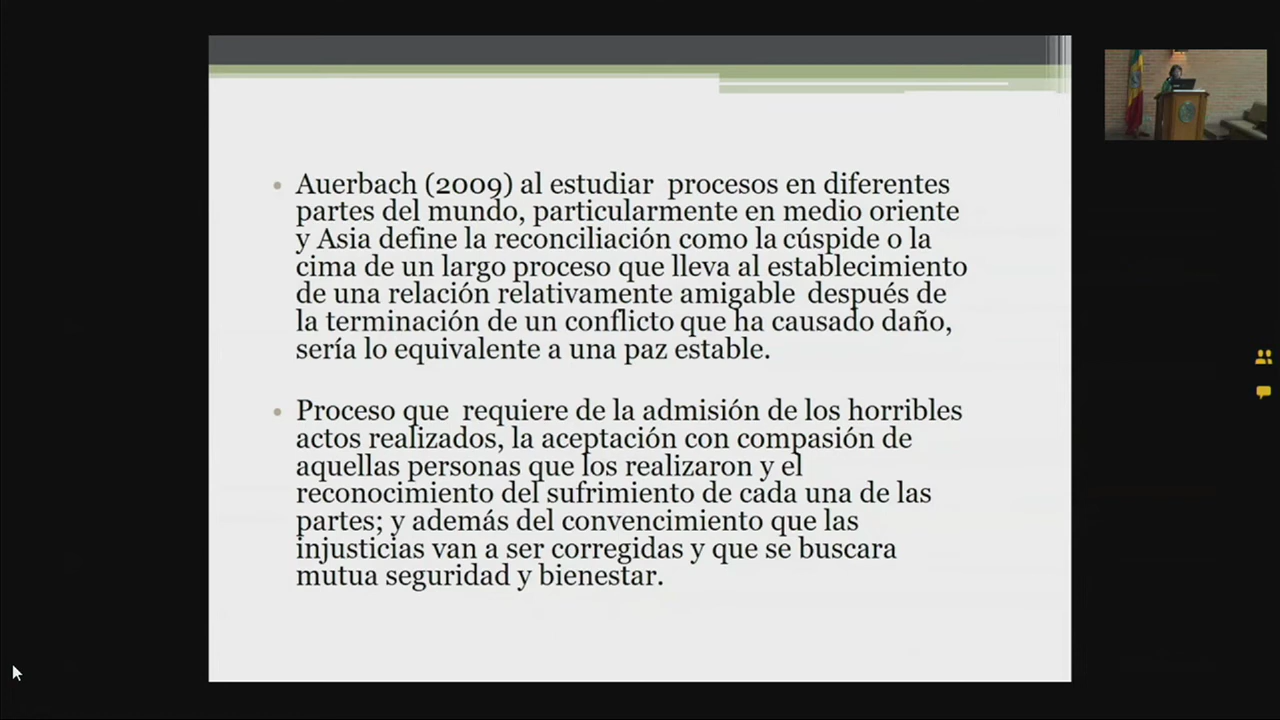 Auerbach (2009) al estudiar procesos en diferentes
partes del mundo, particularmente en medio oriente
y Asia define la reconciliación como la cúspide o la
cima de un largo proceso que lleva al establecimiento
de una relación relativamente amigable después de
la terminación de un conflicto que ha causado daño,
sería lo equivalente a una paz estable.
Proceso que requiere de la admisión de los horribles
actos realizados, la aceptación con compasión de
aquellas personas que los realizaron y el
reconocimiento del sufrimiento de cada una de las
partes; y además del convencimiento que las
injusticias van a ser corregidas y que se buscara
mutua seguridad y bienestar.